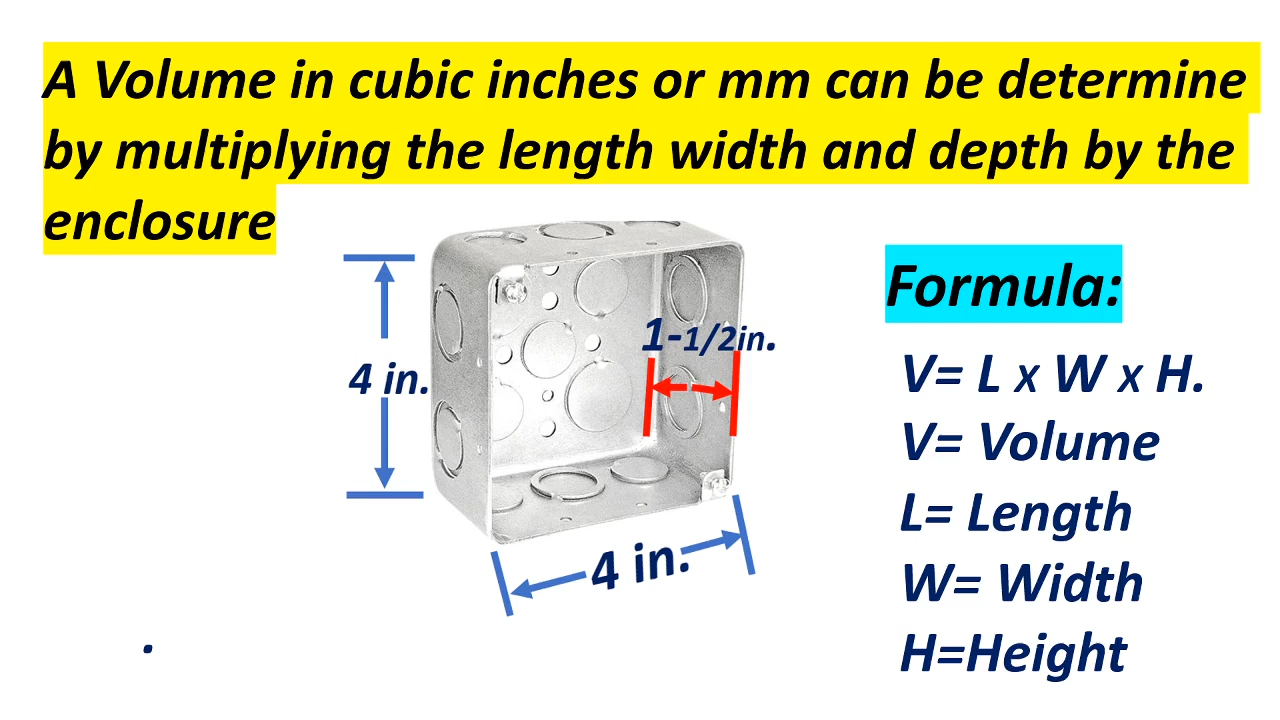 A Volume in cubic inches or mm can be determine
by multiplying the length width and depth by the
enclosure
Formula:
1-1/2in.
4 in.
4 in.
V= L x W x H.
V= Volume
L= Length
W= Width
H=Height
.